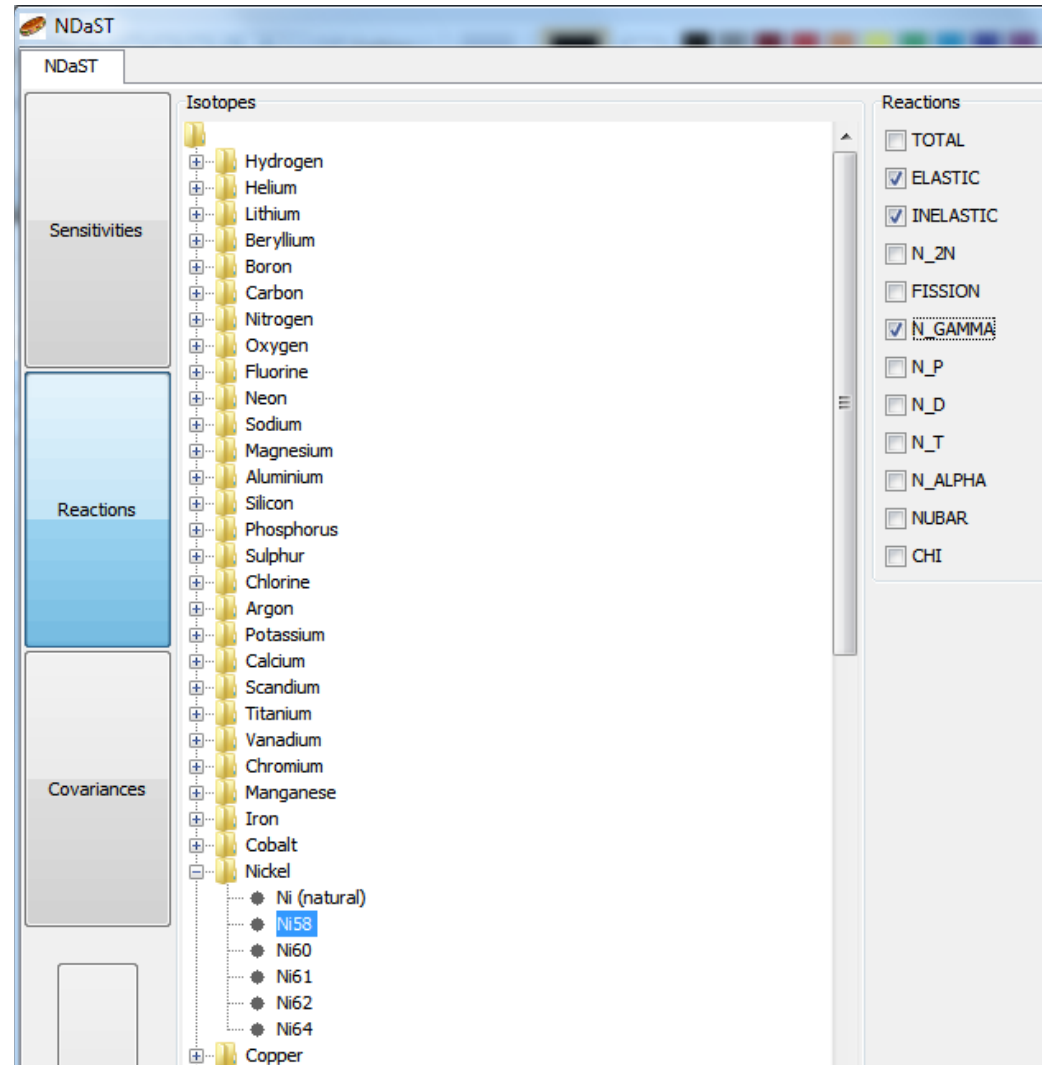 NDaST
NDaST
Sensitivities
Reactions
Covariances
Isotopes
Hydrogen
Helium
Lithium
Beryllium
Boron
Carbon
Nitrogen
Oxygen
Fluorine
Neon
Sodium
Magnesium
Aluminium
Silicon
Phosphorus
Sulphur
Chlorine
Argon
Potassium
Calcium
Scandium
Titanium
Vanadium
Chromium
Manganese
Iron
Cobalt
Nickel
Ni (natural)
Ni58
Ni60
Ni61
Ni62
Ni64
Copper
Reactions
TOTAL
ELASTIC
INELASTIC
N_2N
FISSION
N_GAMMA
N_P
N_D
N_T
N_ALPHA
NUBAR
CHI